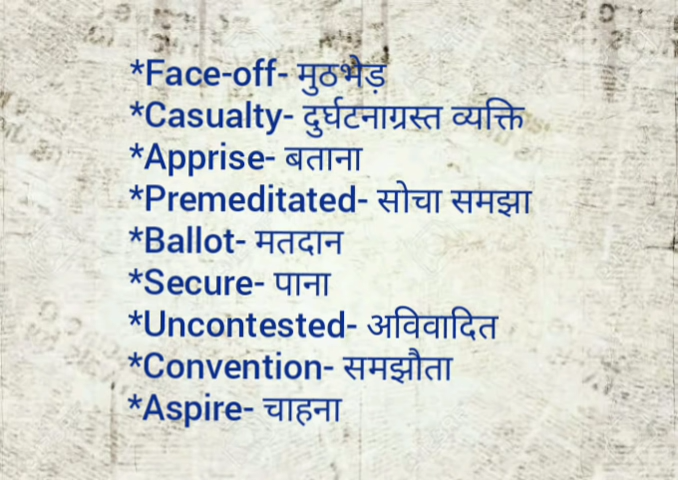 *Face-off- मुठभेड़
*Casualty- दुर्घटनाग्रस्त व्यक्ति
*Apprise- बताना
*Premeditated- सोचा समझा
*Ballot- मतदान
*Secure- पाना
*Uncontested- अविवादित
*Convention- समझौता
*Aspire- चाहना